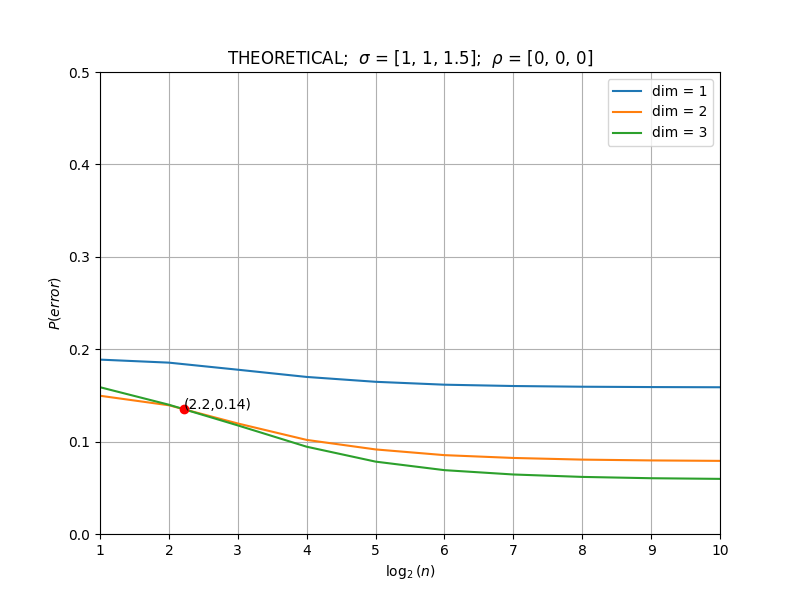 THEORETICAL;  σ = [1, 1, 1.5];  ρ = [0, 0, 0]
dim = 1
dim = 2
dim = 3
0.5
0.4
0.3
0.2
0.1
0.0
P(error)
(2.2,0.14)
1 2 3 4 5 6 7 8 9 10
log₂(n)